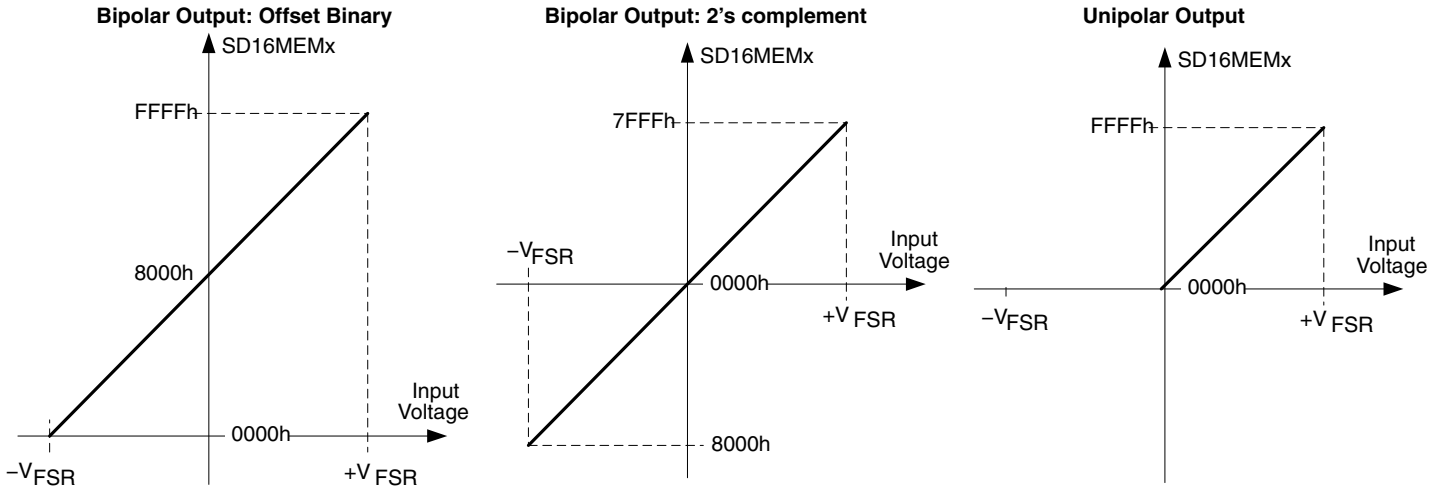 Bipolar Output: Offset Binary
SD16MEMx
FFFFh
8000h
Input
Voltage
0000h
–VFSR
+VFSR
Bipolar Output: 2's complement
SD16MEMx
7FFFh
–VFSR
Input
Voltage
0000h
+VFSR
8000h
Unipolar Output
SD16MEMx
FFFFh
Input
Voltage
0000h
–VFSR
+VFSR